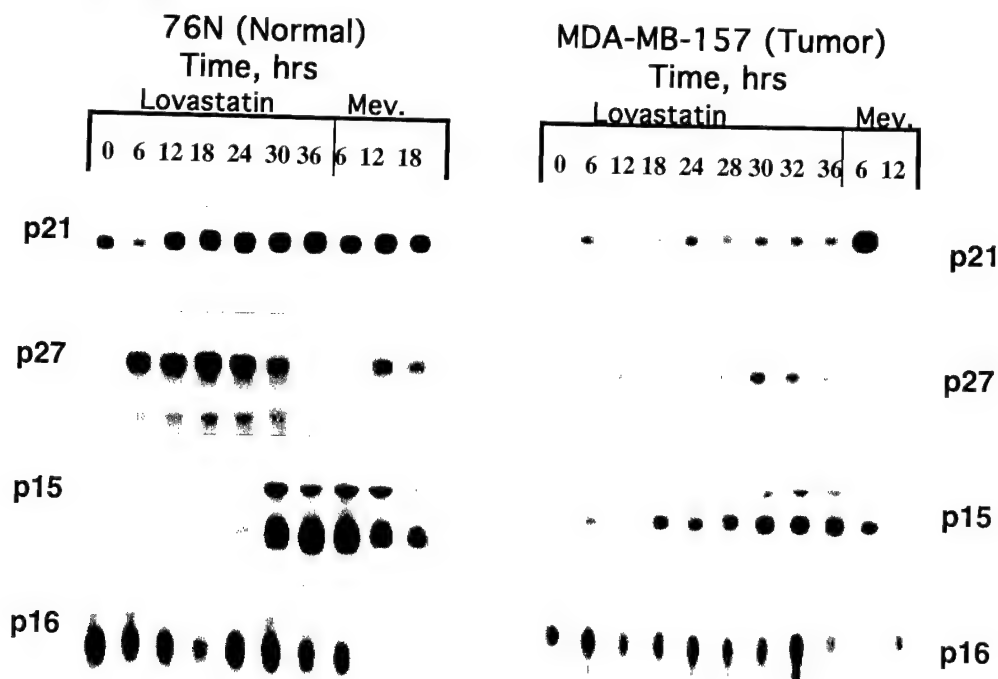 76N (Normal)
Time, hrs
Lovastatin Mev.
0 6 12 18 24 30 36 6 12 18
p21
p27
p15
p16
MDA-MB-157 (Tumor)
Time, hrs
Lovastatin Mev.
0 6 12 18 24 28 30 32 36 6 12
p21
p27
p15
p16